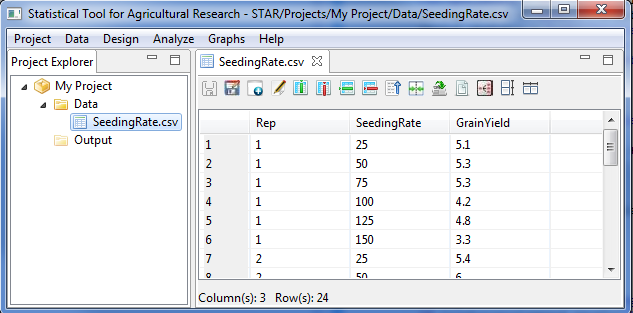 Statistical Tool for Agricultural Research - STAR/Projects/My Project/Data/SeedingRate.csv
Project Data Design Analyze Graphs Help
Project Explorer
My Project
Data
SeedingRate.csv
Output
SeedingRate.csv
Rep SeedingRate GrainYield
1 1 25 5.1
2 1 50 5.3
3 1 75 5.3
4 1 100 4.2
5 1 125 4.8
6 1 150 3.3
7 2 25 5.4
8 2 50 6
Column(s): 3 Row(s): 24